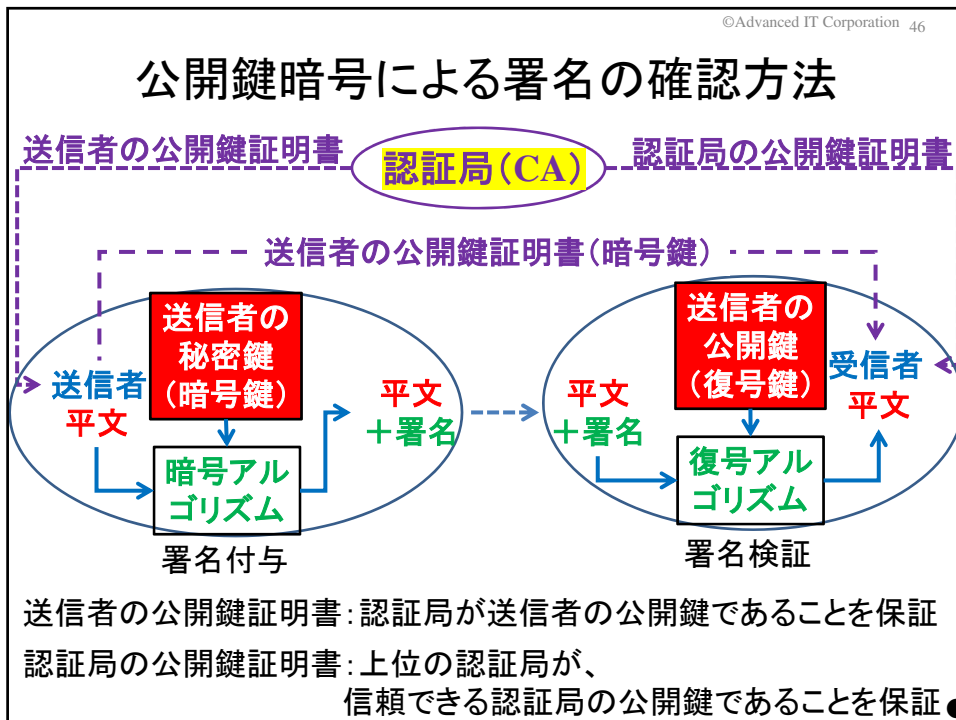 ©Advanced IT Corporation 46
公開鍵暗号による署名の確認方法
送信者の公開鍵証明書
認証局(CA)
認証局の公開鍵証明書
送信者の公開鍵証明書(暗号鍵)
送信者の
秘密鍵
(暗号鍵)
送信者
平文
平文
+署名
暗号アル
ゴリズム
署名付与
送信者の
公開鍵
(復号鍵)
平文
+署名
受信者
平文
復号アル
ゴリズム
署名検証
送信者の公開鍵証明書:認証局が送信者の公開鍵であることを保証
認証局の公開鍵証明書:上位の認証局が、
信頼できる認証局の公開鍵であることを保証